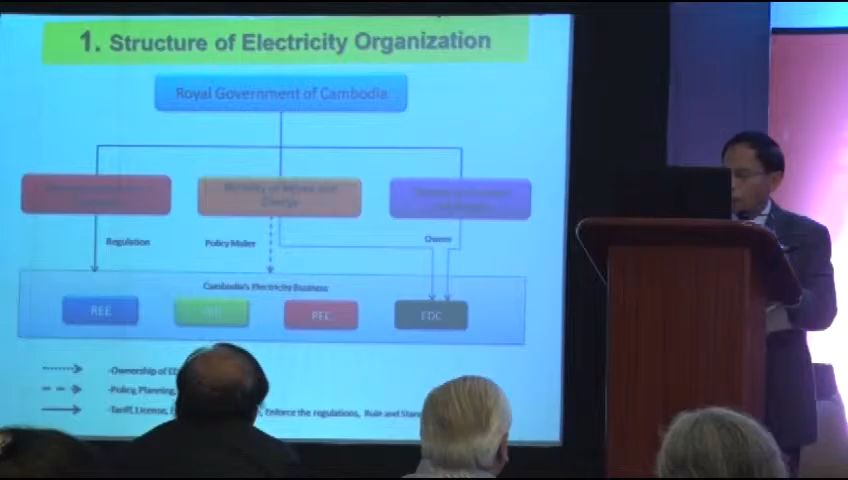 1. Structure of Electricity Organization
Royal Government of Cambodia
Ministry of Mines and
Energy
Regulation
Policy Maker
Owner
Cambodia's Electricity Business
REE
PEC
EDC
-Ownership of
-Policy, Planning,
-Tariff, License,
Enforce the regulations, Rule and